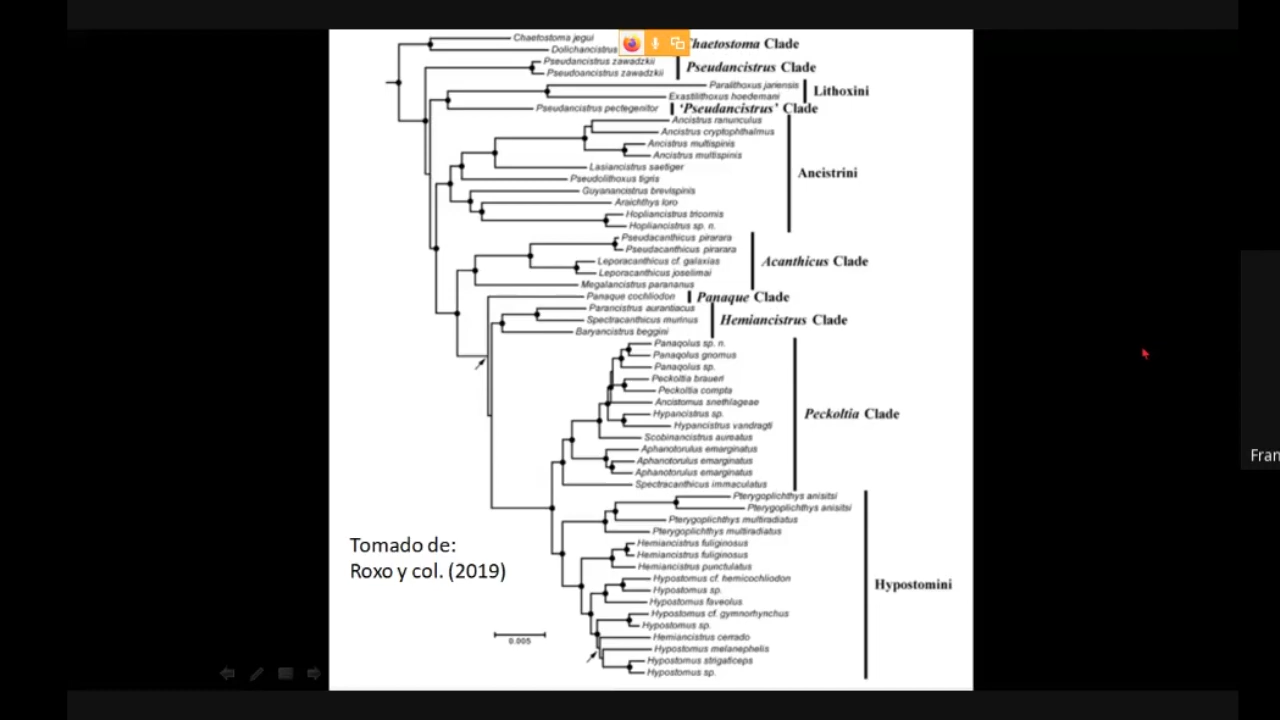 Chaetostoma jegui
Dolichancistrus
Chaetostoma Clade
Pseudancistrus zawadzkii
Pseudoancistrus zawadzkii
Pseudancistrus Clade
Paralithoxus jariensis
Exastilithoxus hoedemani
Lithoxini
Pseudancistrus pectegenitor
'Pseudancistrus' Clade
Ancistrus ranunculus
Ancistrus cryptophthalmus
Ancistrus multispinis
Ancistrus multispinis
Lasiancistrus saetiger
Pseudolithoxus tigris
Guyanancistrus brevispinis
Araichthys loro
Hopliancistrus tricornis
Hopliancistrus sp. n.
Ancistrini
Pseudacanthicus pirarara
Pseudacanthicus pirarara
Leporacanthicus cf. galaxias
Leporacanthicus joselimai
Megalancistrus parananus
Acanthicus Clade
Panaque cochliodon
Panaque Clade
Parancistrus aurantiacus
Spectracanthicus murinus
Baryancistrus beggini
Hemiancistrus Clade
Panaqolus sp. n.
Panaqolus gnomus
Panaqolus sp.
Peckoltia braueri
Peckoltia compta
Ancistomus snethlageae
Hypancistrus sp.
Hypancistrus vandragti
Scobinancistrus aureatus
Aphanotorulus emarginatus
Aphanotorulus emarginatus
Aphanotorulus emarginatus
Spectracanthicus immaculatus
Peckoltia Clade
Pterygoplichthys anisitsi
Pterygoplichthys anisitsi
Pterygoplichthys multiradiatus
Pterygoplichthys multiradiatus
Hemiancistrus fuliginosus
Hemiancistrus fuliginosus
Hemiancistrus punctulatus
Hypostomus cf. hemicochliodon
Hypostomus sp.
Hypostomus faveolus
Hypostomus cf. gymnorhynchus
Hypostomus sp.
Hemiancistrus cerrado
Hypostomus melanephelis
Hypostomus strigaticeps
Hypostomus sp.
Hypostomini
Tomado de:
Roxo y col. (2019)
0.005
Fran